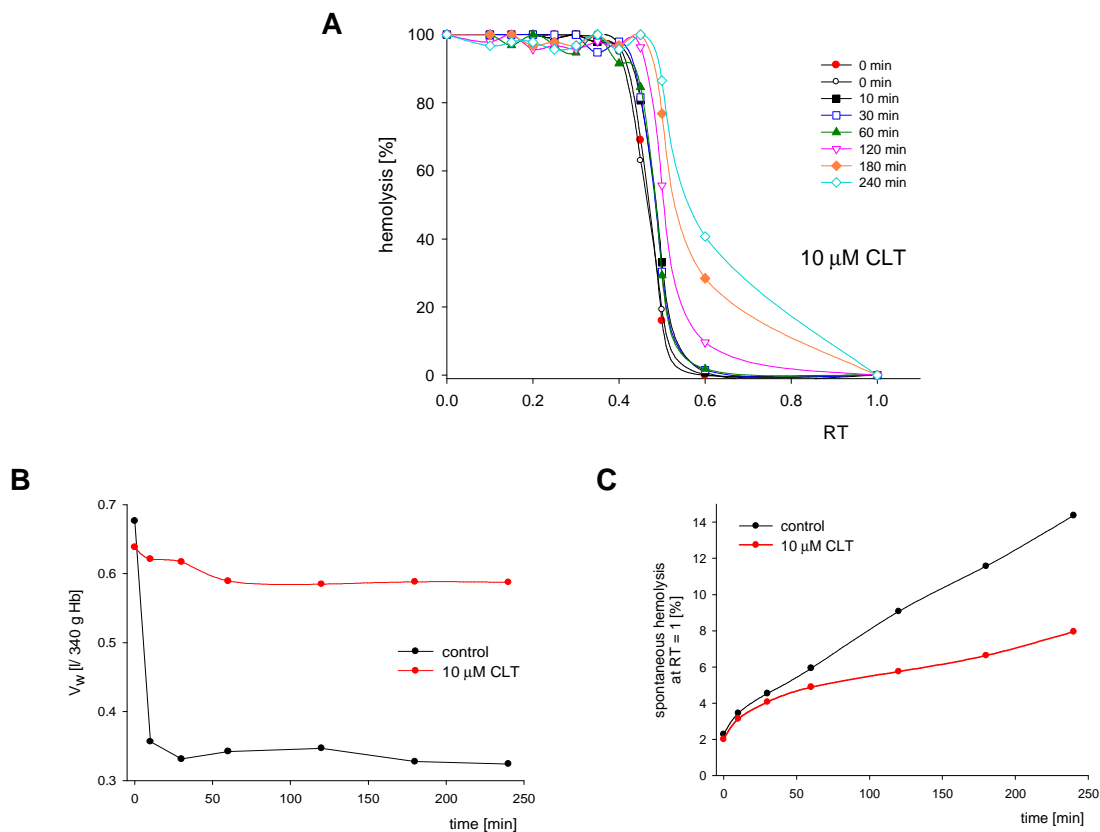 A
100
80
60
40
20
0
hemolysis [%]
0 min
0 min
10 min
30 min
60 min
120 min
180 min
240 min
10 μM CLT
0.0 0.2 0.4 0.6 0.8 1.0
RT
B
0.7
0.6
0.5
0.4
0.3
V_W [l/ 340 g Hb]
control
10 μM CLT
0 50 100 150 200 250
time [min]
C
14
12
10
8
6
4
2
0
spontaneous hemolysis
at RT = 1 [%]
control
10 μM CLT
0 50 100 150 200 250
time [min]